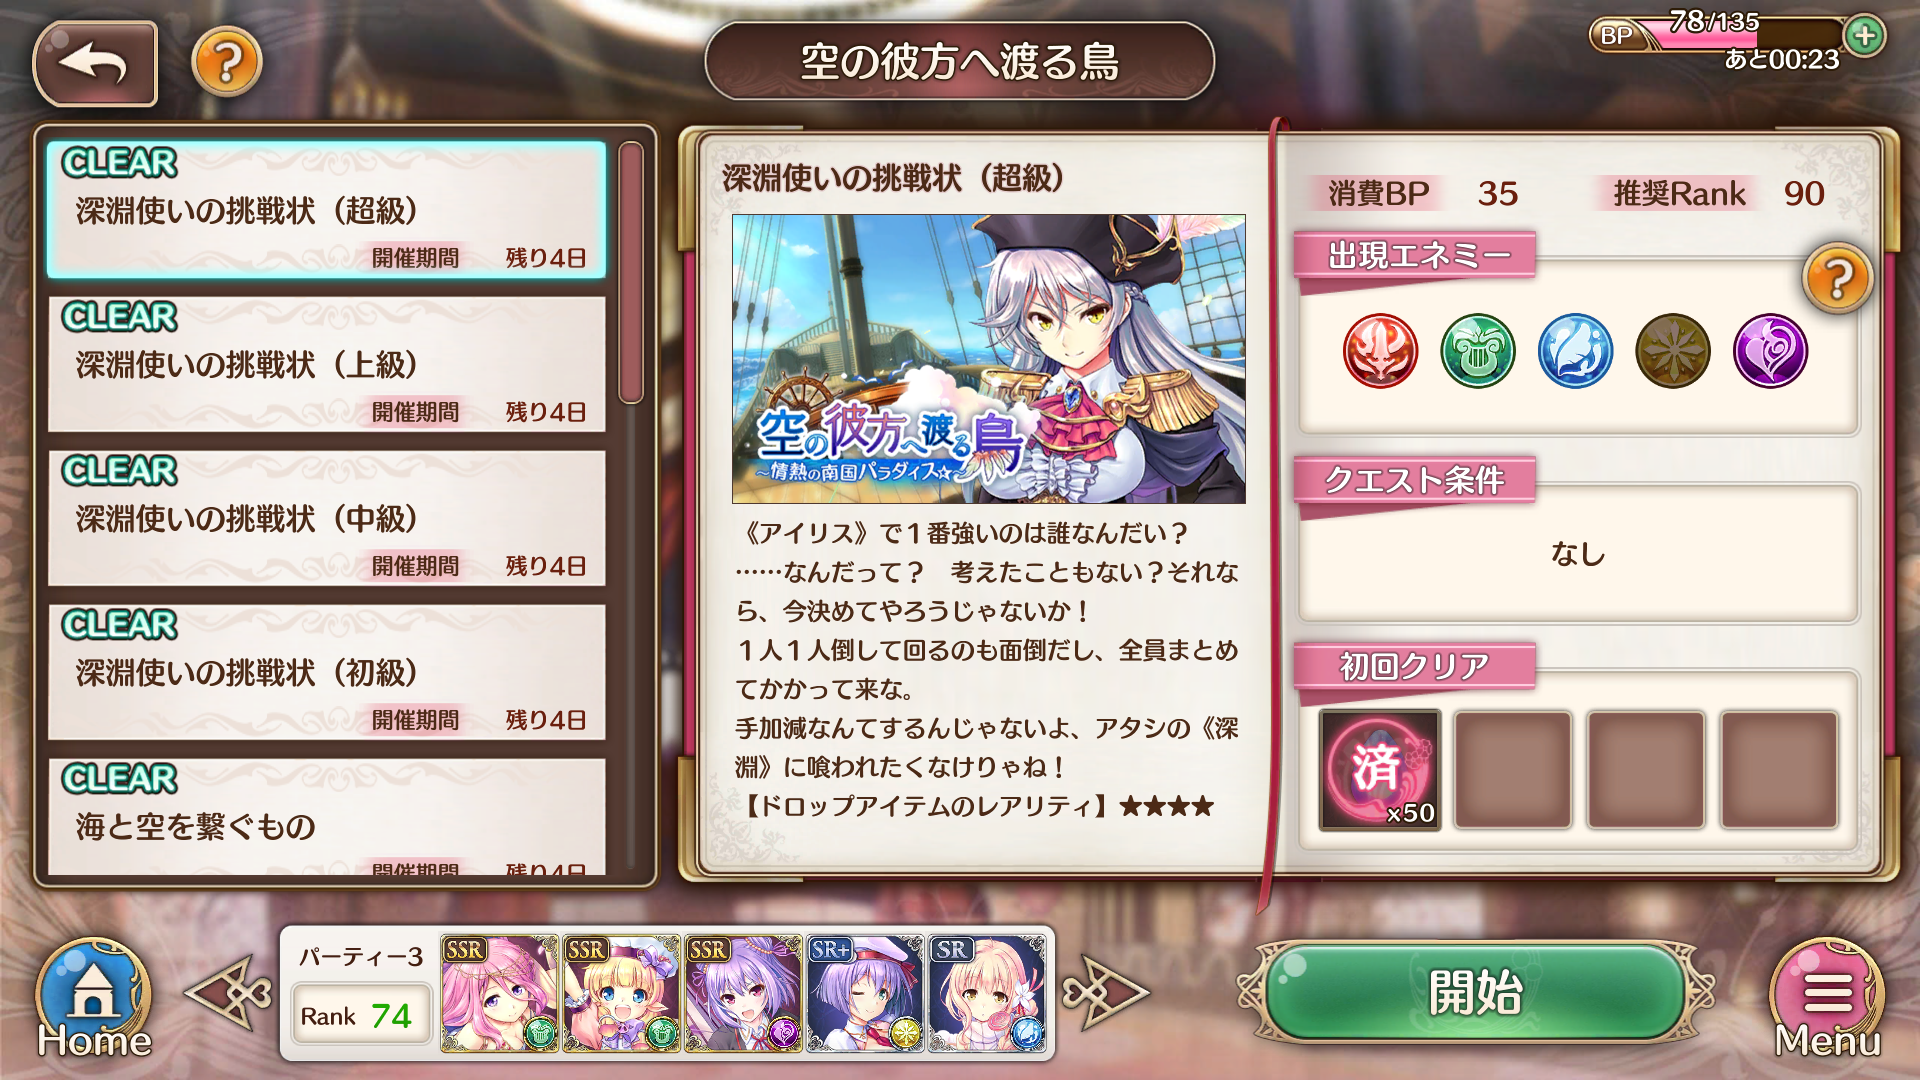 空の彼方へ渡る鳥
BP 78/135
あと00:23
CLEAR
深淵使いの挑戦状（超級）
開催期間 残り4日
CLEAR
深淵使いの挑戦状（上級）
開催期間 残り4日
CLEAR
深淵使いの挑戦状（中級）
開催期間 残り4日
CLEAR
深淵使いの挑戦状（初級）
開催期間 残り4日
CLEAR
海と空を繋ぐもの
開催期間 残り4日
深淵使いの挑戦状（超級）
空の彼方へ渡る鳥
～情熱の南国パラダイス☆～
《アイリス》で１番強いのは誰なんだい？
……なんだって？　考えたこともない？それな
ら、今決めてやろうじゃないか！
１人１人倒して回るのも面倒だし、全員まとめ
てかかって来な。
手加減なんてするんじゃないよ、アタシの《深
淵》に喰われたくなけりゃね！
【ドロップアイテムのレアリティ】★★★★
消費BP 35 推奨Rank 90
出現エネミー
クエスト条件
なし
初回クリア
済
×50
パーティー3
Rank 74
SSR SSR SSR SR+ SR
開始
Home
Menu